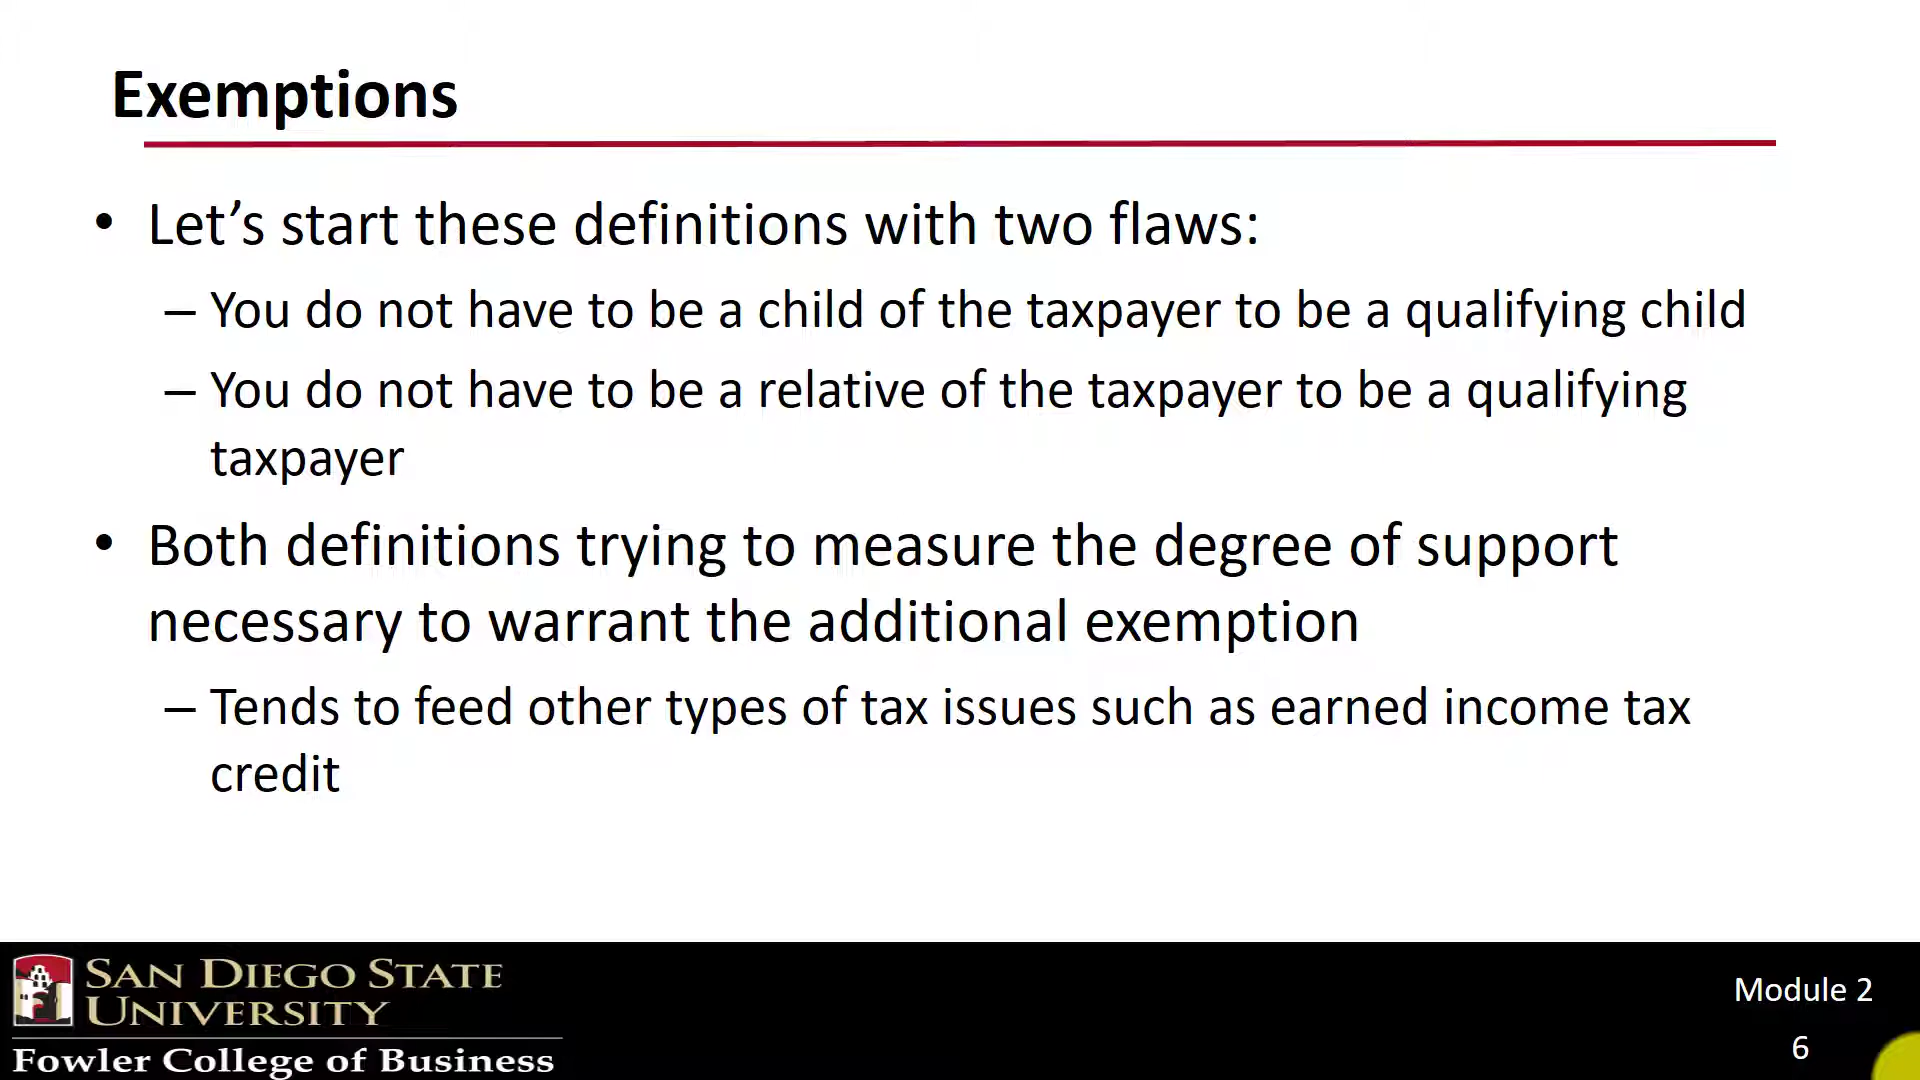 Exemptions
• Let’s start these definitions with two flaws:
– You do not have to be a child of the taxpayer to be a qualifying child
– You do not have to be a relative of the taxpayer to be a qualifying
taxpayer
• Both definitions trying to measure the degree of support
necessary to warrant the additional exemption
– Tends to feed other types of tax issues such as earned income tax
credit
SAN DIEGO STATE
UNIVERSITY
Fowler College of Business
Module 2
6